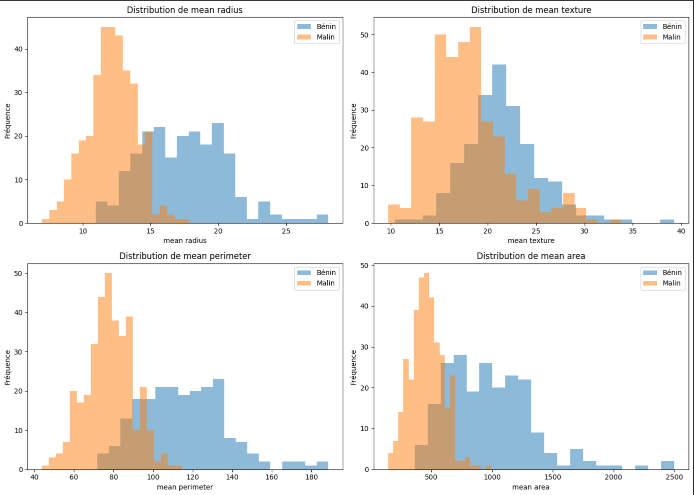 Distribution de mean radius
Bénin
Malin
Fréquence
40
30
20
10
0
10
15
20
25
mean radius
Distribution de mean texture
Bénin
Malin
Fréquence
50
40
30
20
10
0
10
15
20
25
30
35
40
mean texture
Distribution de mean perimeter
Bénin
Malin
Fréquence
50
40
30
20
10
0
40
60
80
100
120
140
160
180
mean perimeter
Distribution de mean area
Bénin
Malin
Fréquence
50
40
30
20
10
0
500
1000
1500
2000
2500
mean area